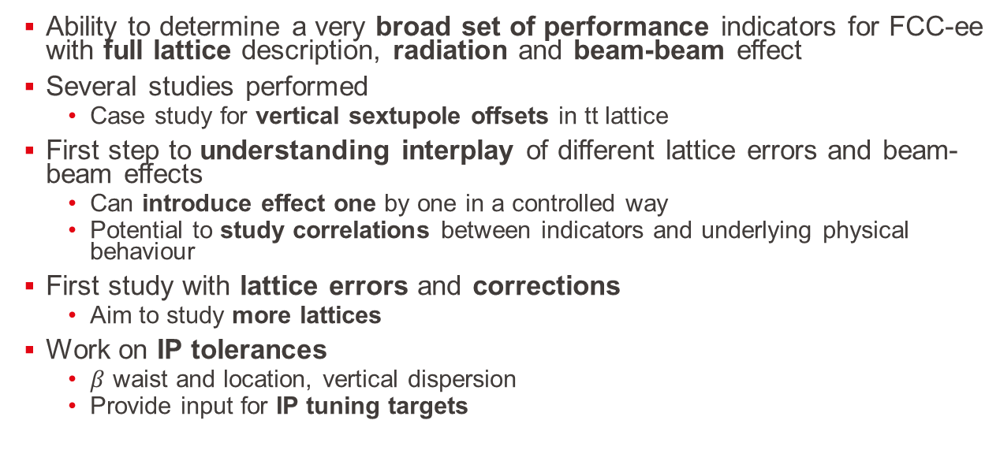 ▪ Ability to determine a very broad set of performance indicators for FCC-ee
with full lattice description, radiation and beam-beam effect
▪ Several studies performed
• Case study for vertical sextupole offsets in tt lattice
▪ First step to understanding interplay of different lattice errors and beam-
beam effects
• Can introduce effect one by one in a controlled way
• Potential to study correlations between indicators and underlying physical
behaviour
▪ First study with lattice errors and corrections
• Aim to study more lattices
▪ Work on IP tolerances
• β waist and location, vertical dispersion
• Provide input for IP tuning targets